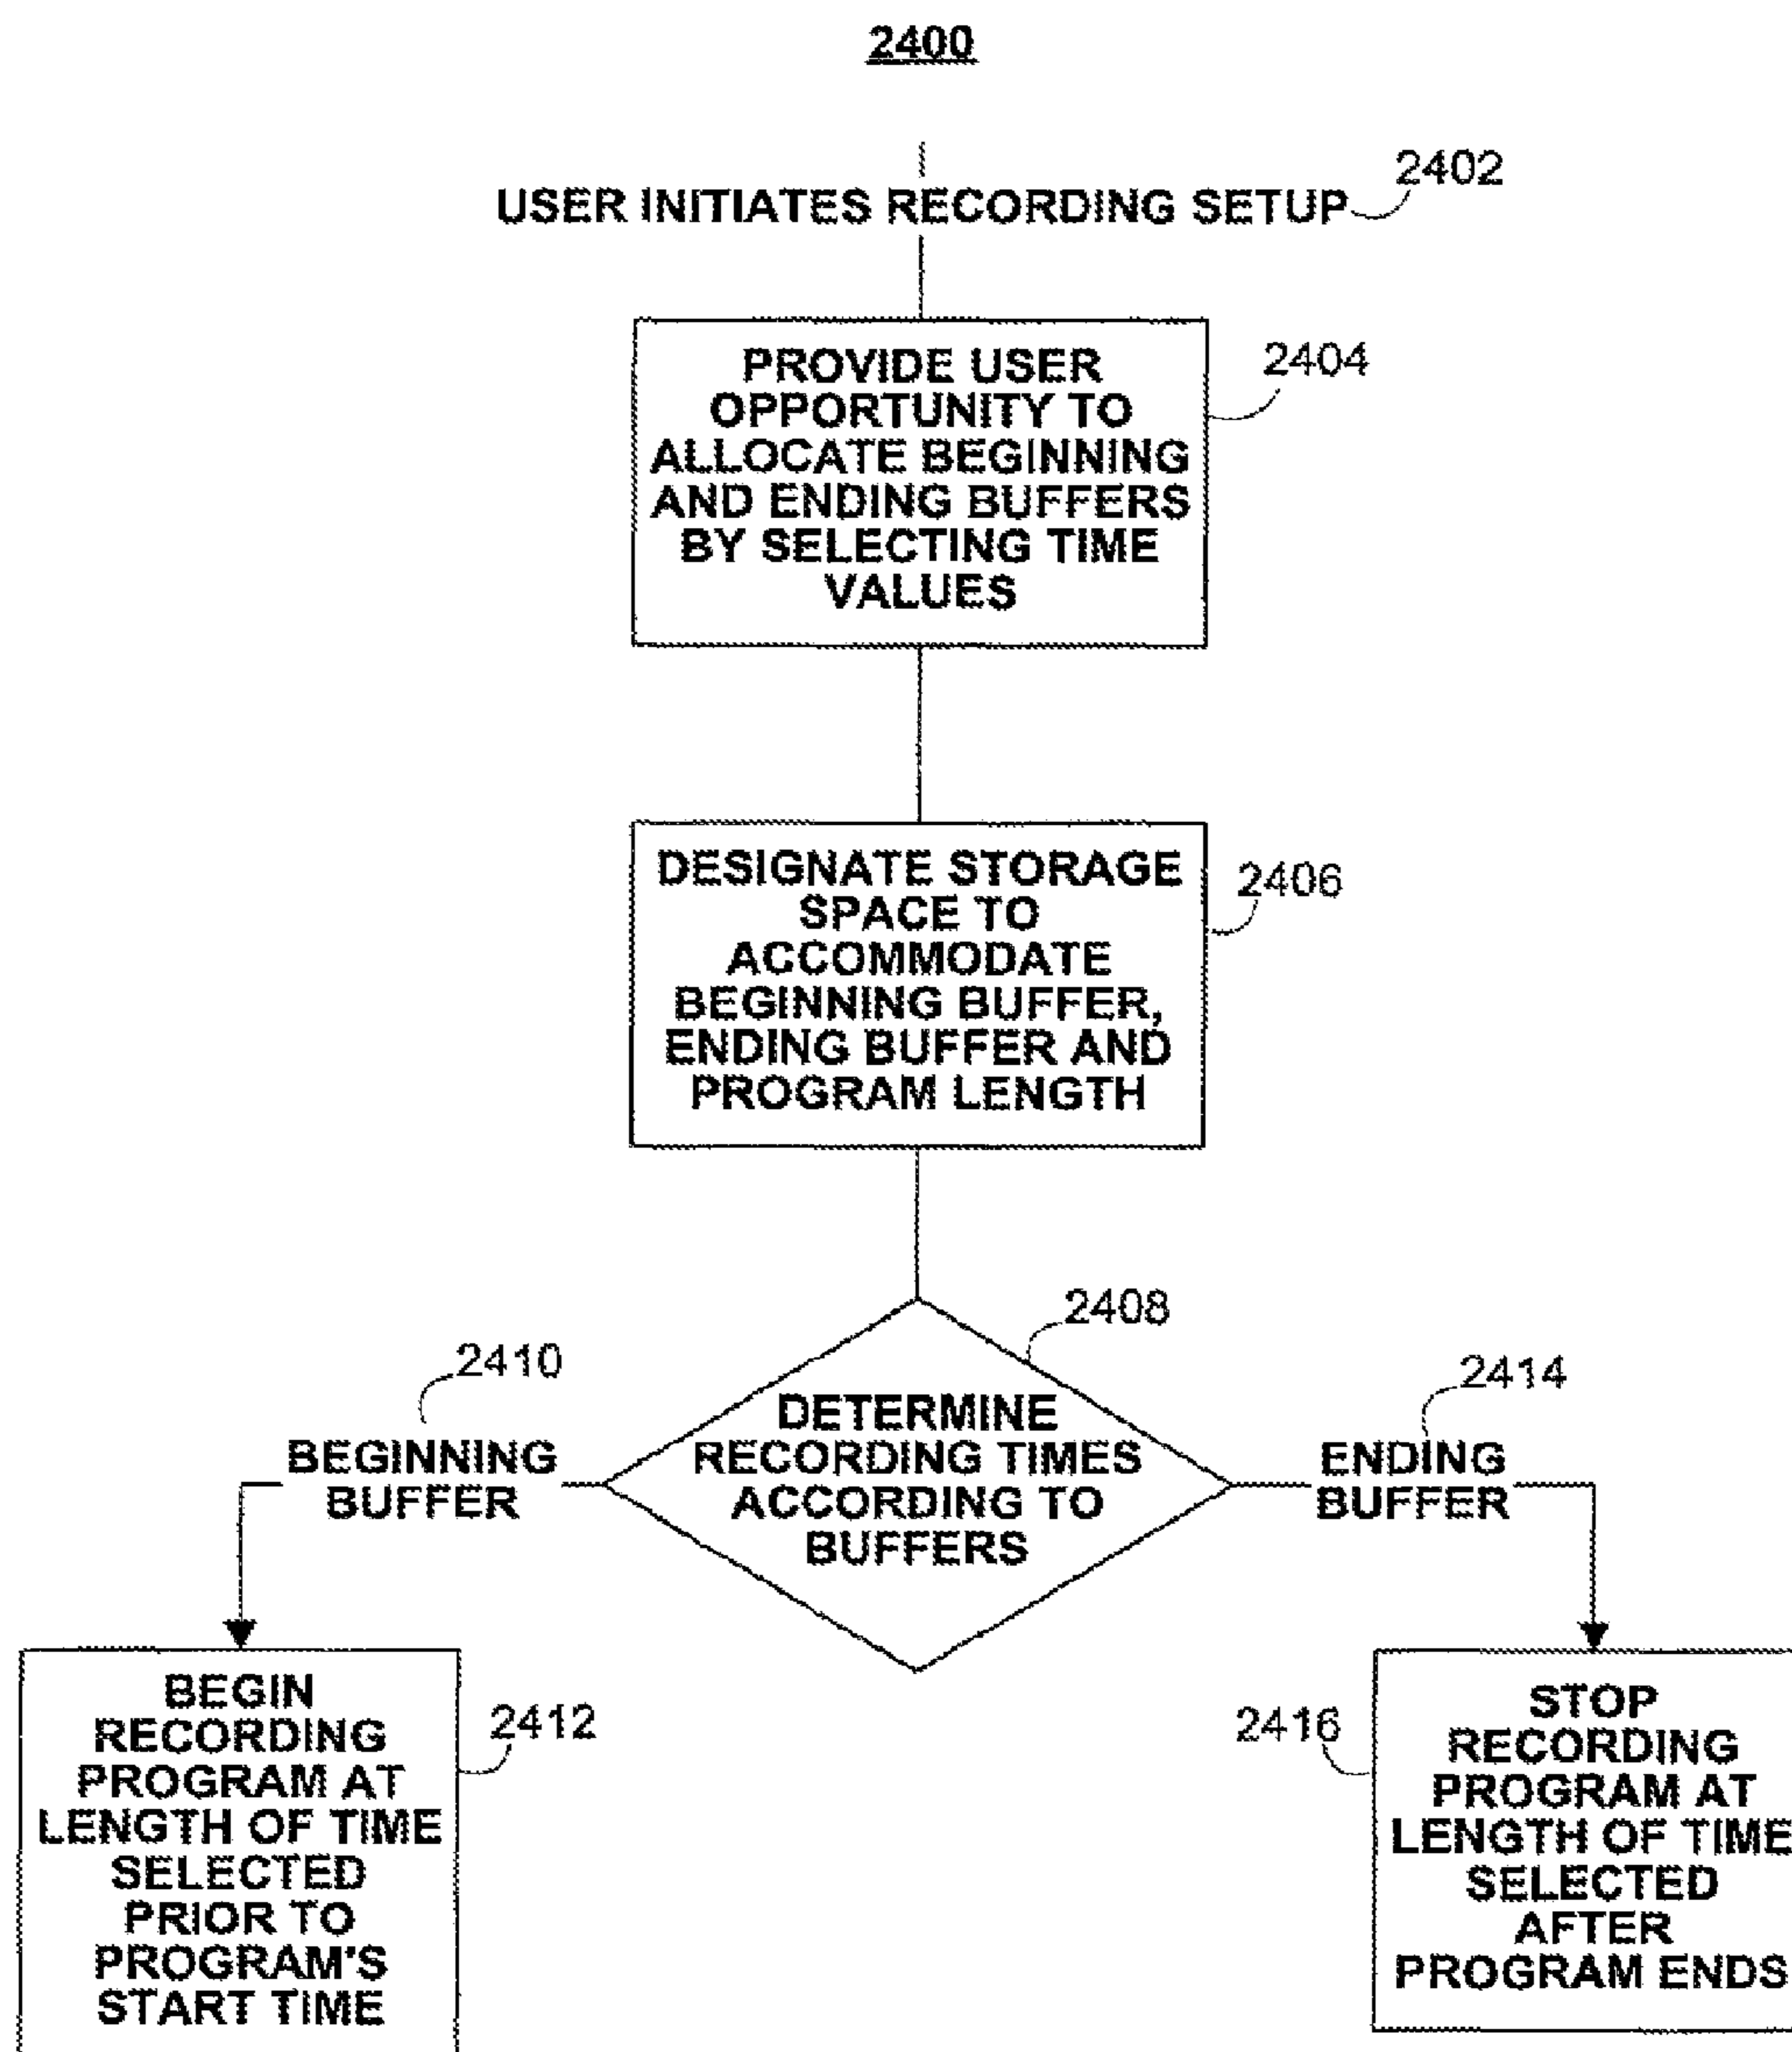 2400
USER INITIATES RECORDING SETUP
2402
PROVIDE USER
OPPORTUNITY TO
ALLOCATE BEGINNING
AND ENDING BUFFERS
BY SELECTING TIME
VALUES
2404
DESIGNATE STORAGE
SPACE TO
ACCOMMODATE
BEGINNING BUFFER,
ENDING BUFFER AND
PROGRAM LENGTH
2406
2408
DETERMINE
RECORDING TIMES
ACCORDING TO
BUFFERS
2410
BEGINNING
BUFFER
2414
ENDING
BUFFER
BEGIN
RECORDING
PROGRAM AT
LENGTH OF TIME
SELECTED
PRIOR TO
PROGRAM'S
START TIME
2412
2416
STOP
RECORDING
PROGRAM AT
LENGTH OF TIME
SELECTED
AFTER
PROGRAM ENDS